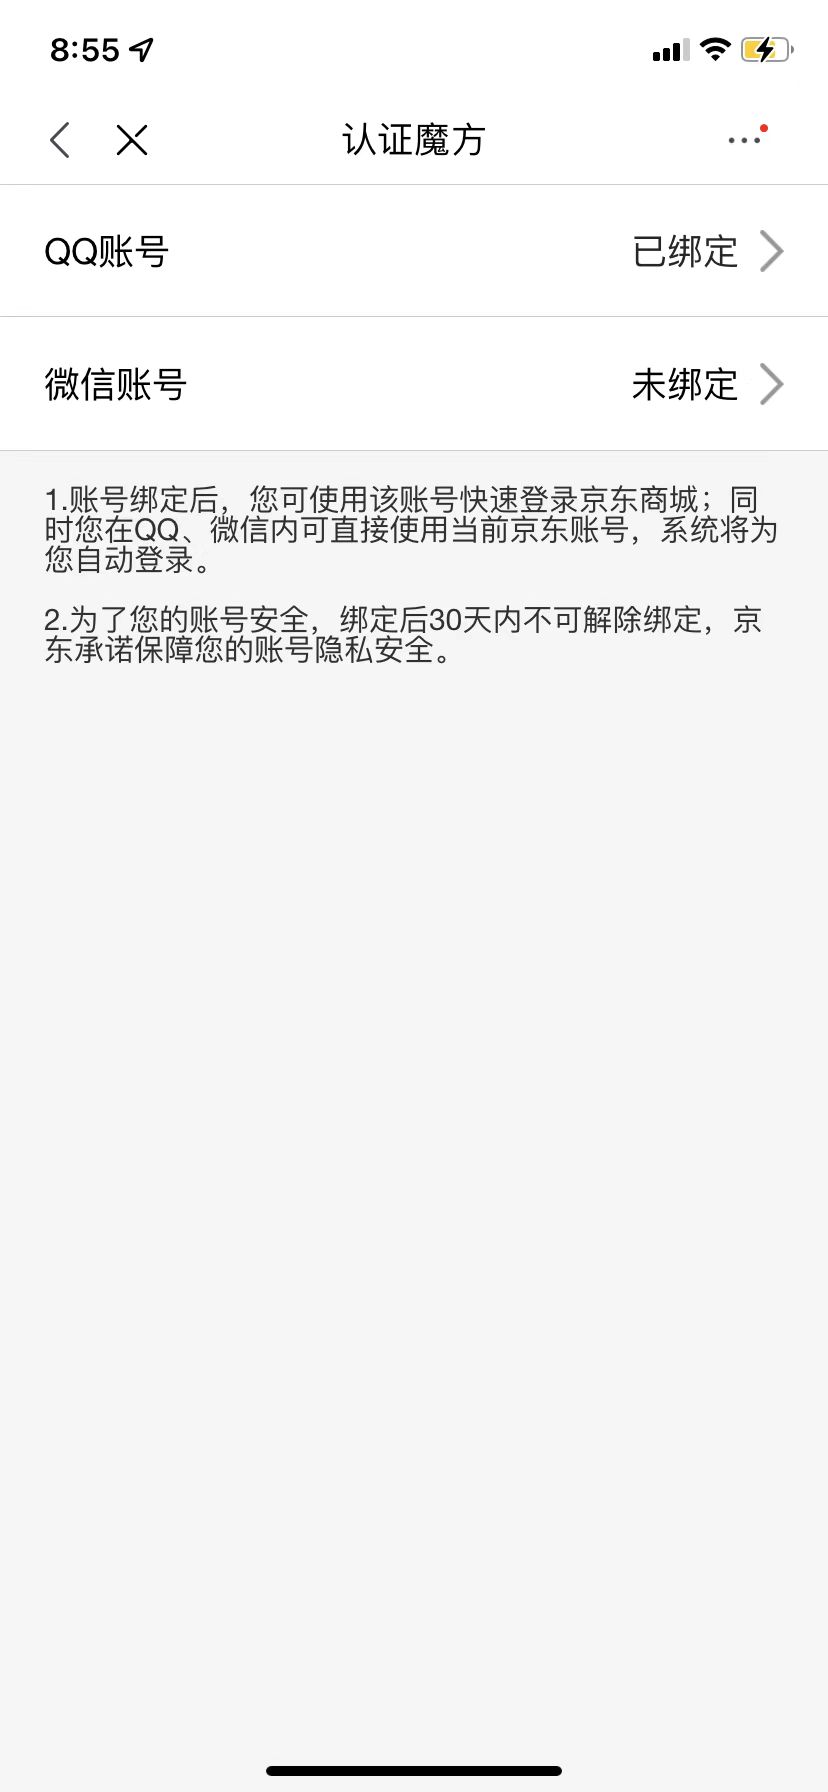 8:55
认证魔方
QQ账号 已绑定
微信账号 未绑定
1.账号绑定后，您可使用该账号快速登录京东商城；同
时您在QQ、微信内可直接使用当前京东账号，系统将为
您自动登录。
2.为了您的账号安全，绑定后30天内不可解除绑定，京
东承诺保障您的账号隐私安全。